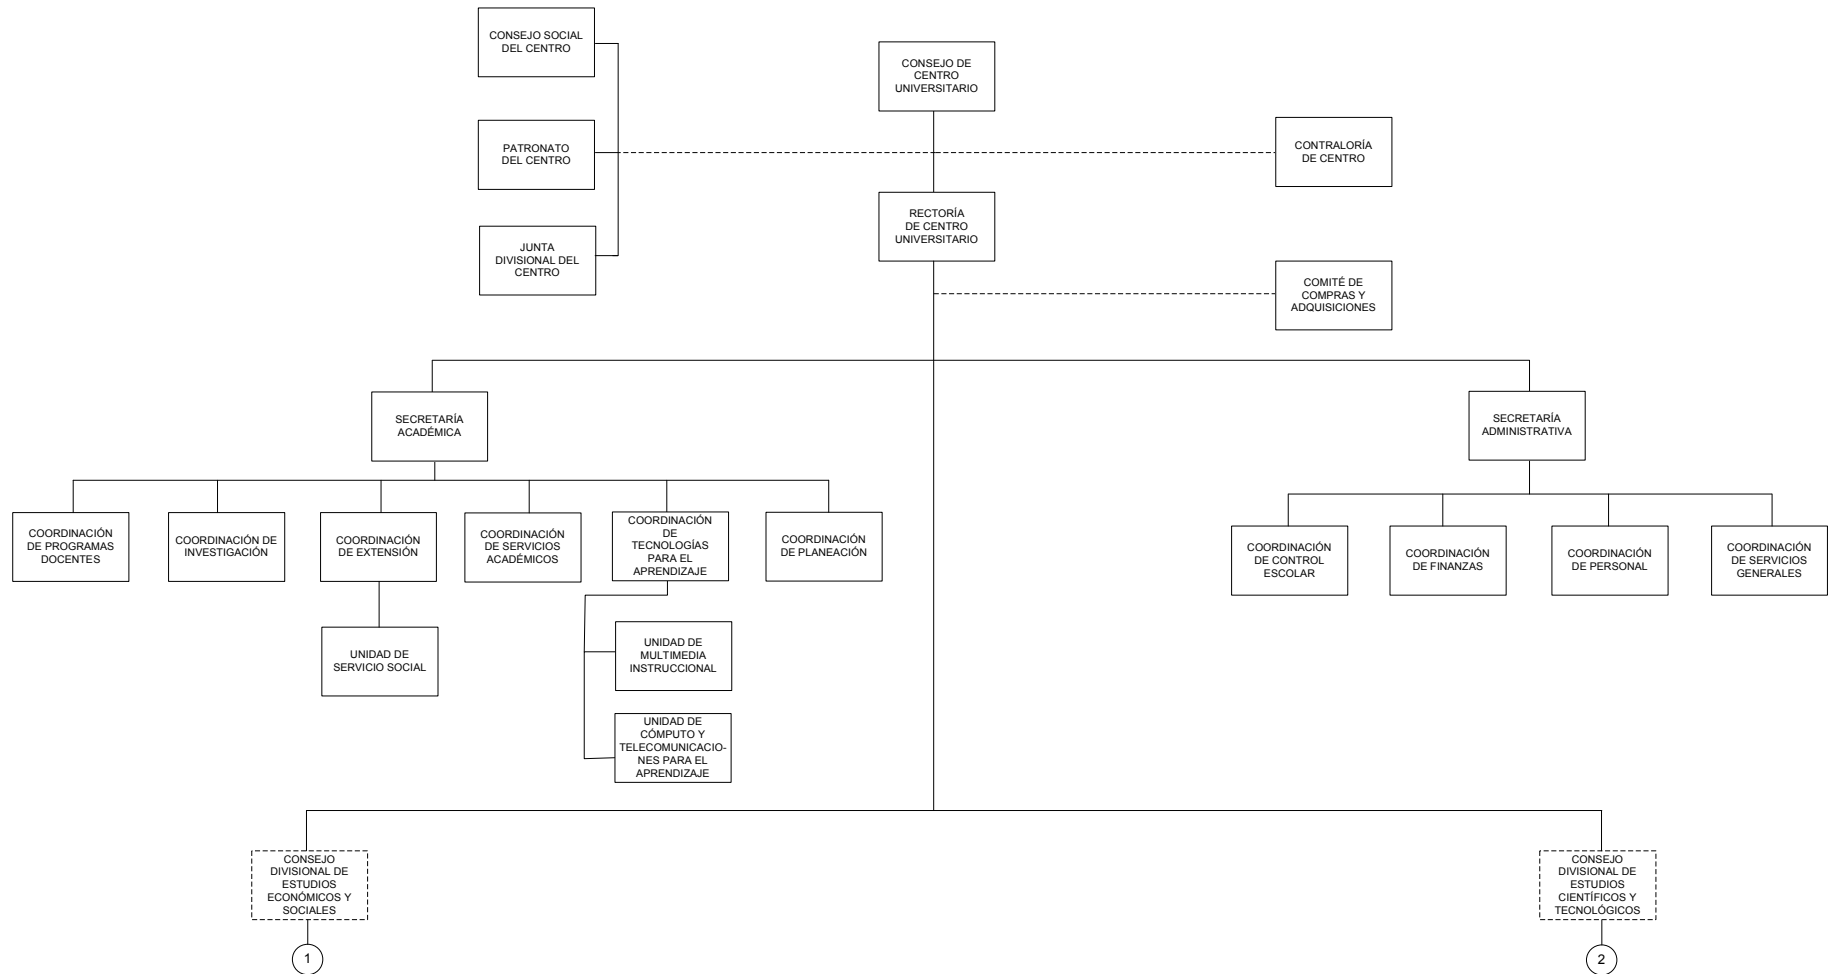 CONSEJO SOCIAL
DEL CENTRO
CONSEJO DE
CENTRO
UNIVERSITARIO
PATRONATO
DEL CENTRO
CONTRALORÍA
DE CENTRO
RECTORÍA
DE CENTRO
UNIVERSITARIO
JUNTA
DIVISIONAL DEL
CENTRO
COMITÉ DE
COMPRAS Y
ADQUISICIONES
SECRETARÍA
ACADÉMICA
SECRETARÍA
ADMINISTRATIVA
COORDINACIÓN
DE PROGRAMAS
DOCENTES
COORDINACIÓN DE
INVESTIGACIÓN
COORDINACIÓN
DE EXTENSIÓN
COORDINACIÓN
DE SERVICIOS
ACADÉMICOS
COORDINACIÓN
DE
TECNOLOGÍAS
PARA EL
APRENDIZAJE
COORDINACIÓN
DE PLANEACIÓN
COORDINACIÓN
DE CONTROL
ESCOLAR
COORDINACIÓN
DE FINANZAS
COORDINACIÓN
DE PERSONAL
COORDINACIÓN
DE SERVICIOS
GENERALES
UNIDAD DE
SERVICIO SOCIAL
UNIDAD DE
MULTIMEDIA
INSTRUCCIONAL
UNIDAD DE
CÓMPUTO Y
TELECOMUNICACIO-
NES PARA EL
APRENDIZAJE
CONSEJO
DIVISIONAL DE
ESTUDIOS
ECONÓMICOS Y
SOCIALES
CONSEJO
DIVISIONAL DE
ESTUDIOS
CIENTÍFICOS Y
TECNOLÓGICOS
1
2